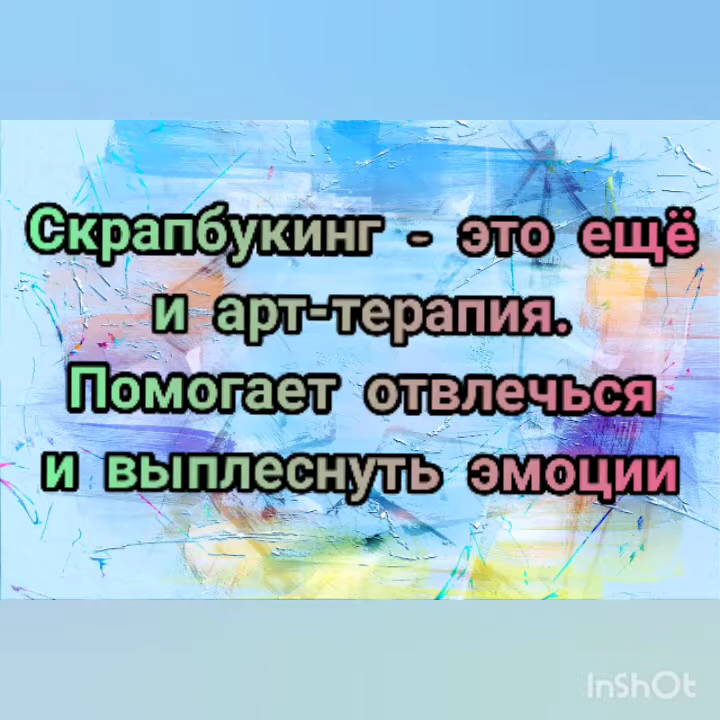 Скрапбукинг - это ещё
и арт-терапия.
Помогает отвлечься
и выплеснуть эмоции
InShOt